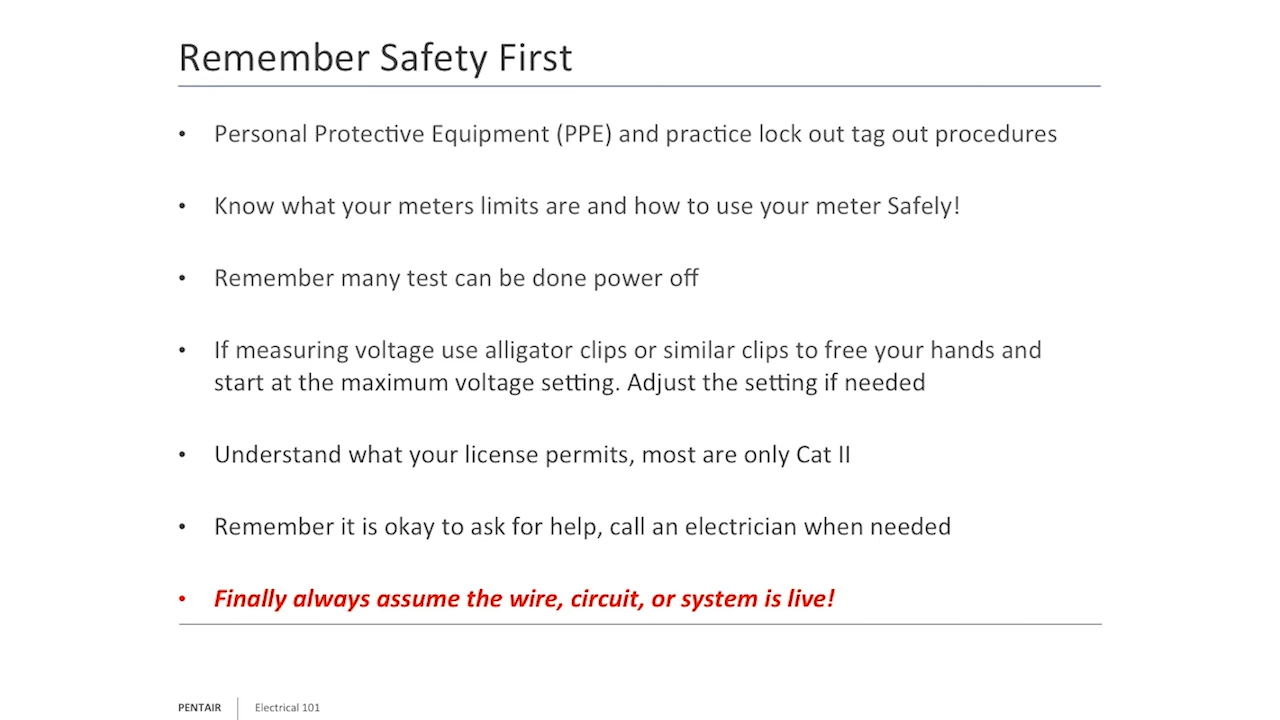 Remember Safety First
• Personal Protective Equipment (PPE) and practice lock out tag out procedures
• Know what your meters limits are and how to use your meter Safely!
• Remember many test can be done power off
• If measuring voltage use alligator clips or similar clips to free your hands and
start at the maximum voltage setting. Adjust the setting if needed
• Understand what your license permits, most are only Cat II
• Remember it is okay to ask for help, call an electrician when needed
• Finally always assume the wire, circuit, or system is live!
PENTAIR Electrical 101